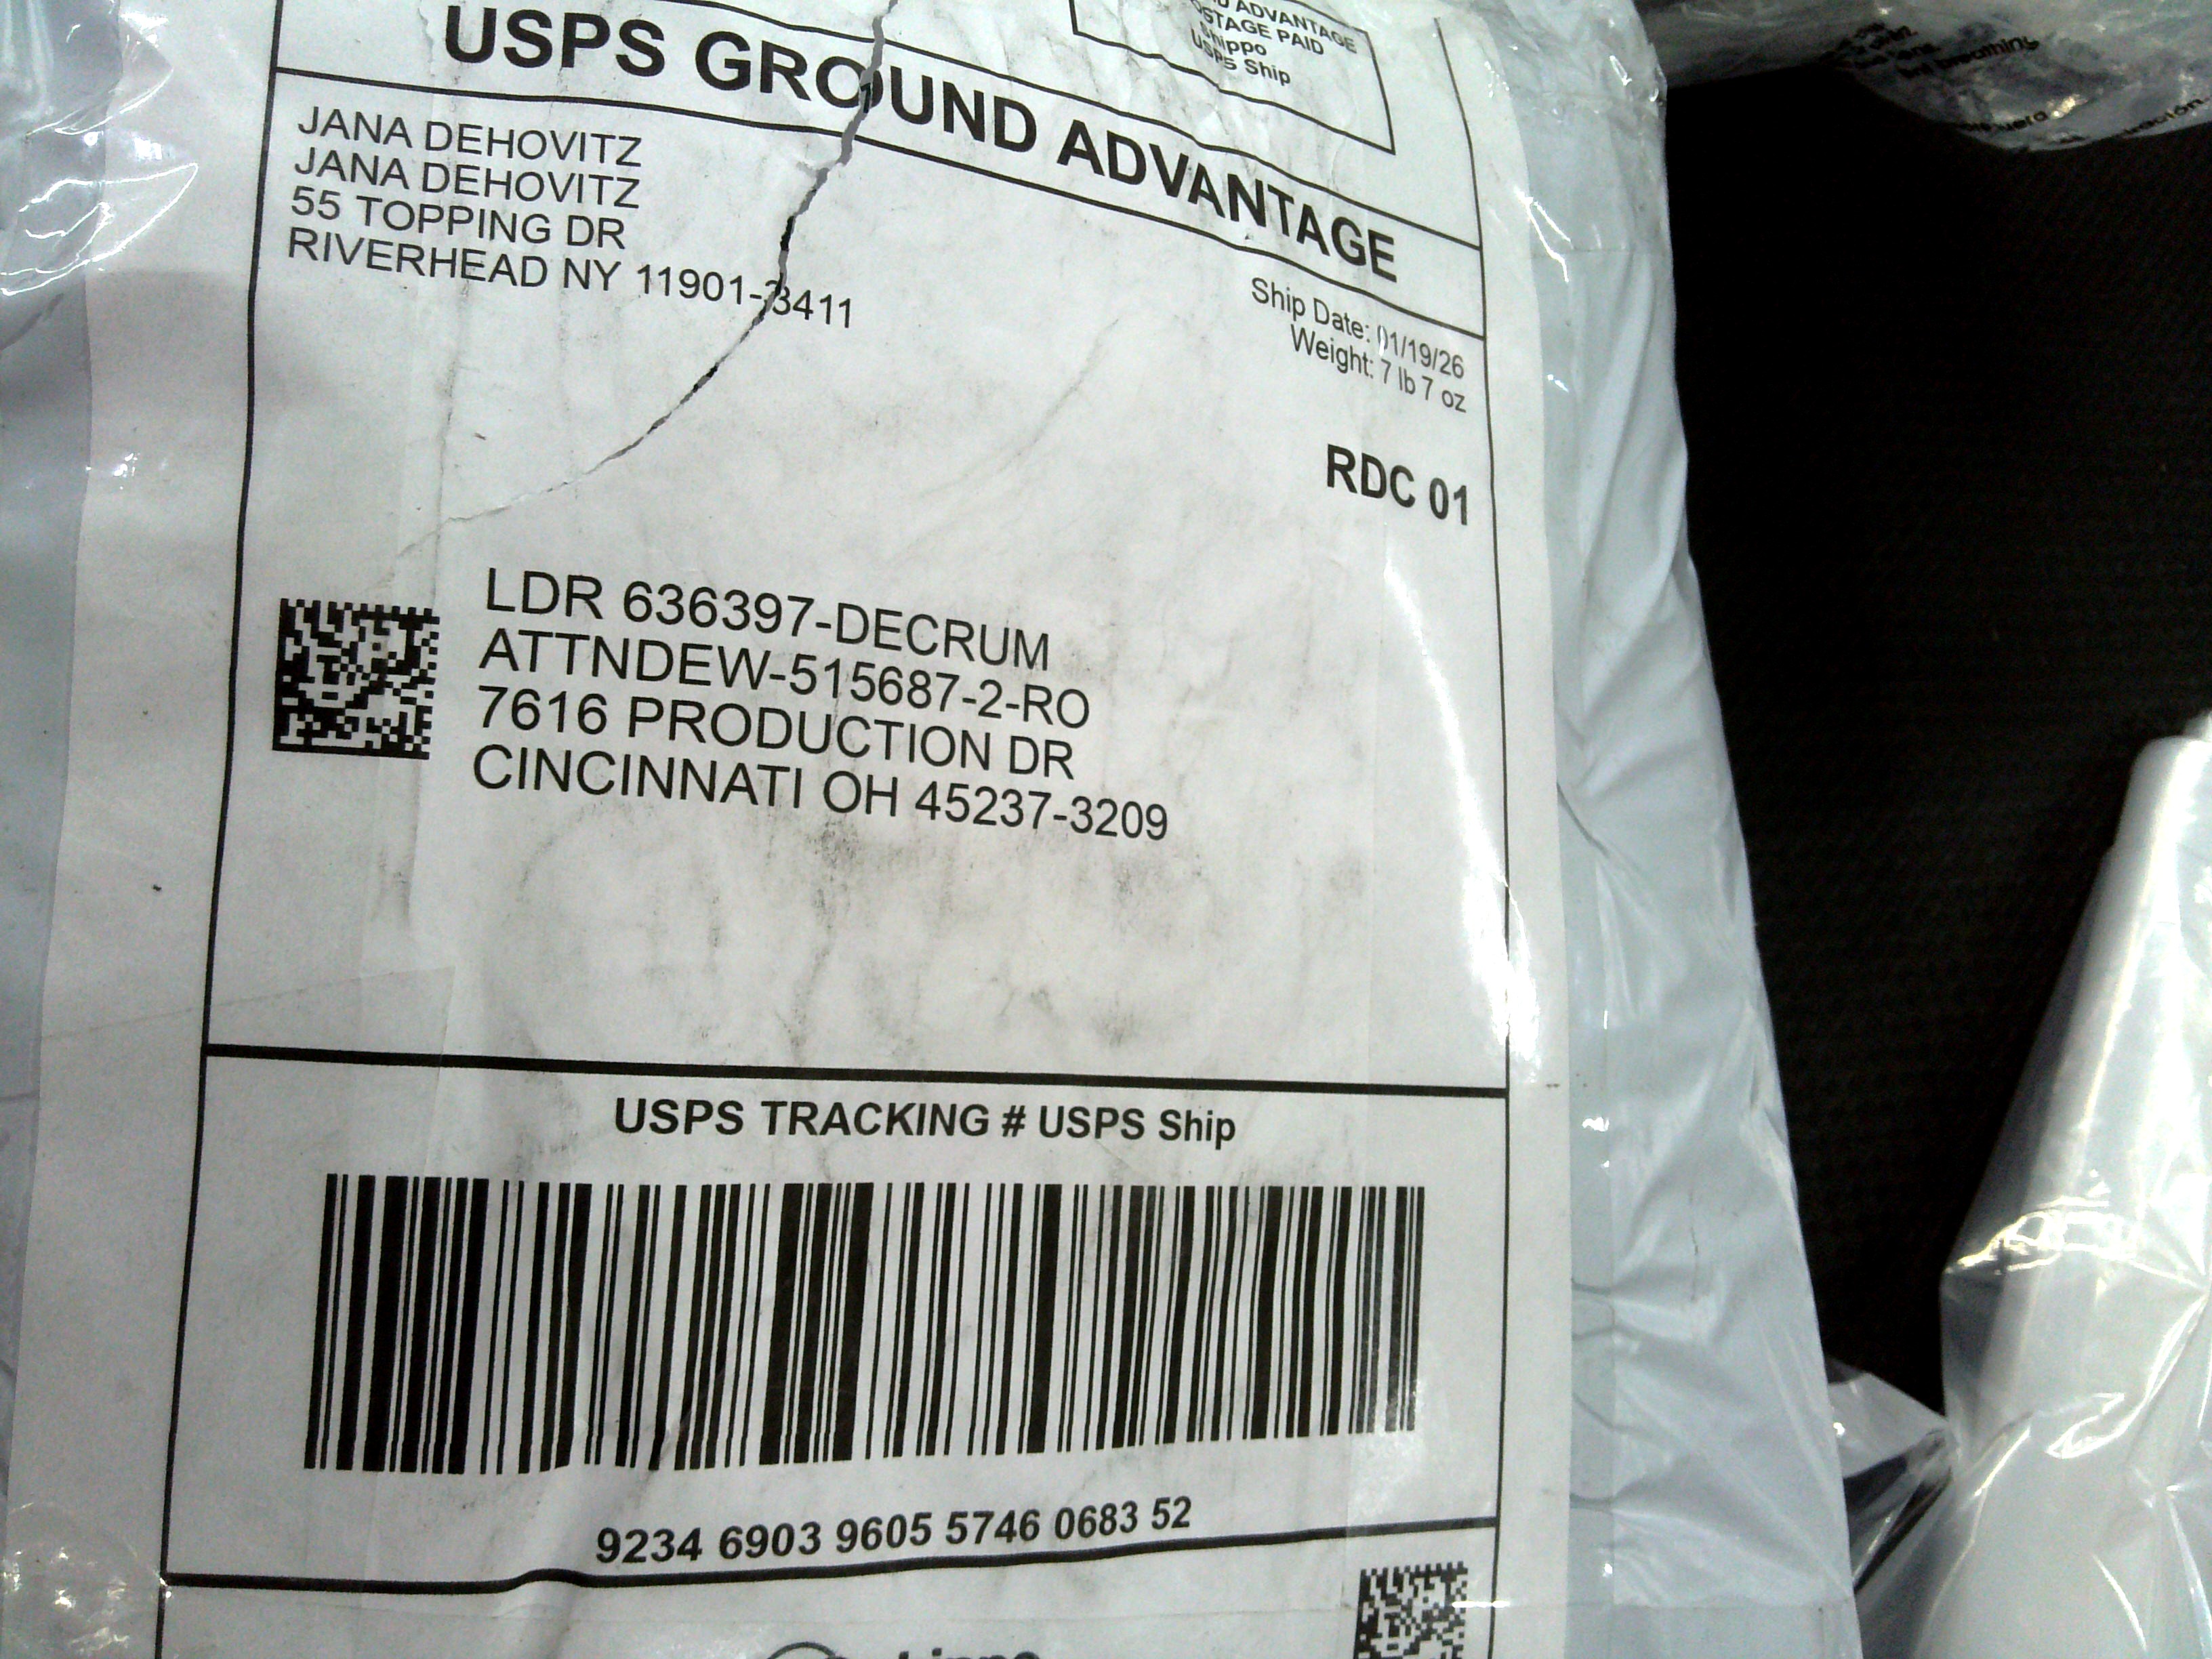 ADVANTAGE
POSTAGE PAID
Shippo
USPS Ship
USPS GROUND ADVANTAGE
JANA DEHOVITZ
JANA DEHOVITZ
55 TOPPING DR
RIVERHEAD NY 11901-3411
Ship Date: 01/19/26
Weight: 7 lb 7 oz
RDC 01
LDR 636397-DECRUM
ATTNDEW-515687-2-RO
7616 PRODUCTION DR
CINCINNATI OH 45237-3209
USPS TRACKING # USPS Ship
9234 6903 9605 5746 0683 52